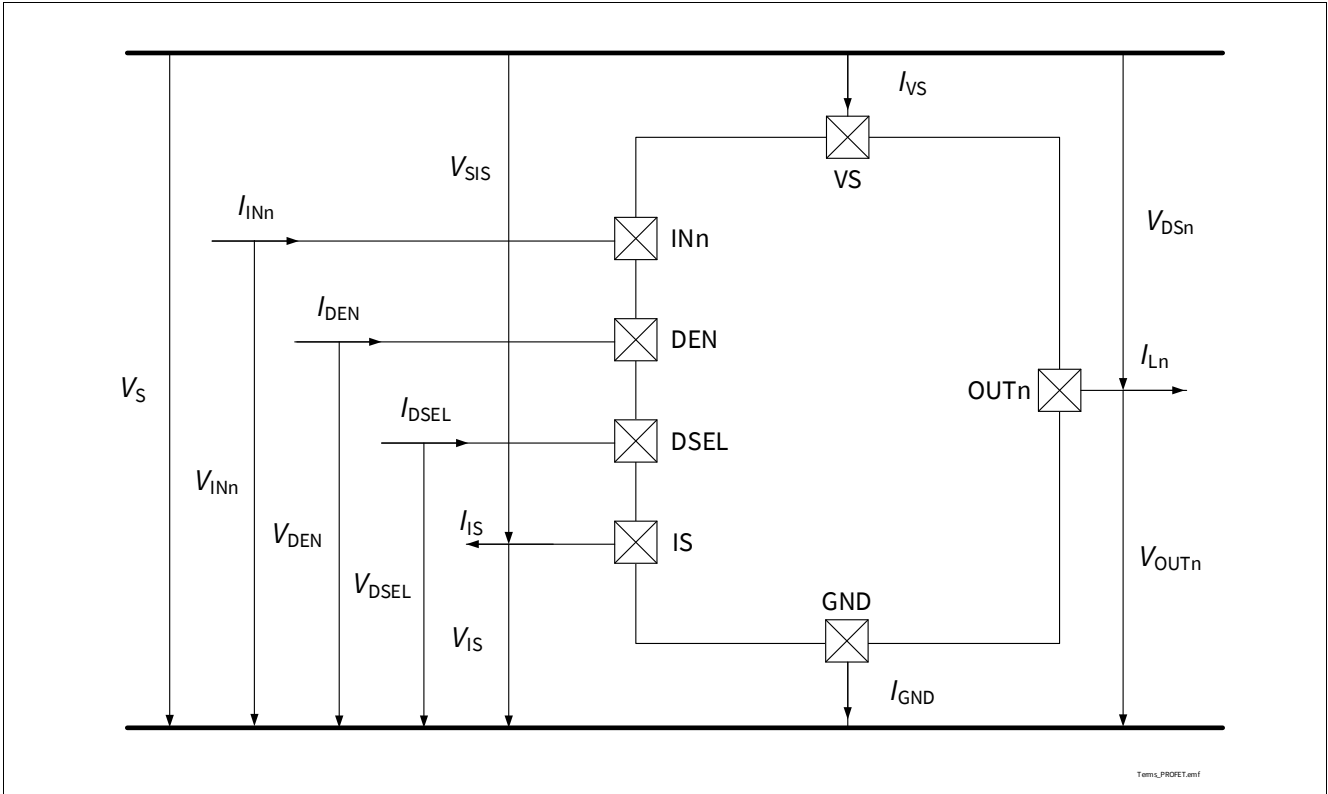 I_VS
VS
V_SIS
I_INn
INn
V_DSn
I_DEN
DEN
I_Ln
OUTn
V_S
I_DSEL
DSEL
V_INn
I_IS
IS
V_DEN
V_OUTn
V_DSEL
GND
V_IS
I_GND
Terms_PROFET.emf